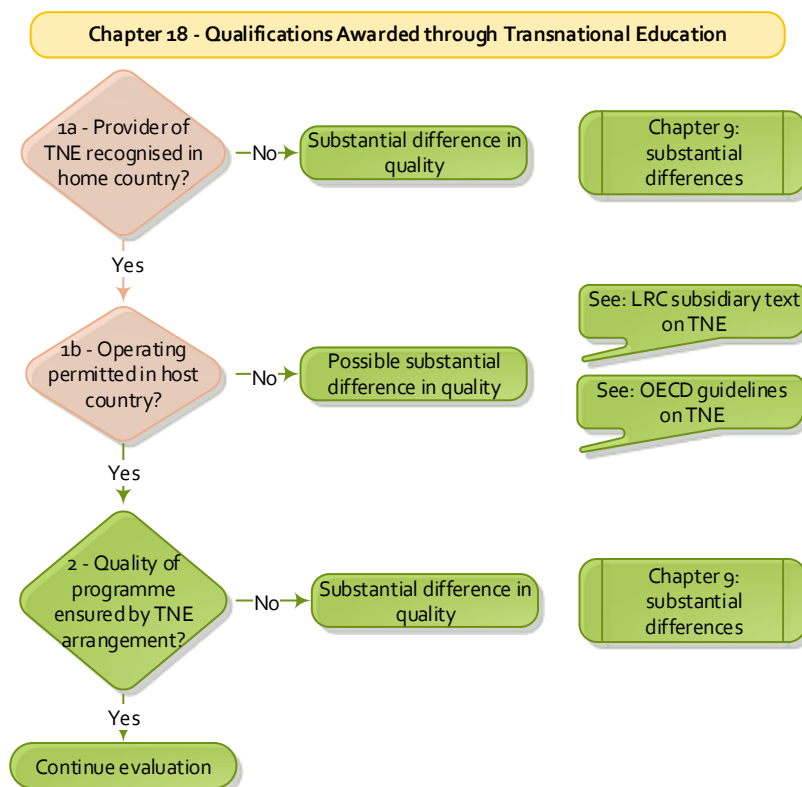 Chapter 18 - Qualifications Awarded through Transnational Education
1a - Provider of
TNE recognised in
home country?
No
Substantial difference in
quality
Chapter 9:
substantial
differences
Yes
1b - Operating
permitted in host
country?
No
Possible substantial
difference in quality
See: LRC subsidiary text
on TNE
See: OECD guidelines
on TNE
Yes
2 - Quality of
programme
ensured by TNE
arrangement?
No
Substantial difference in
quality
Chapter 9:
substantial
differences
Yes
Continue evaluation